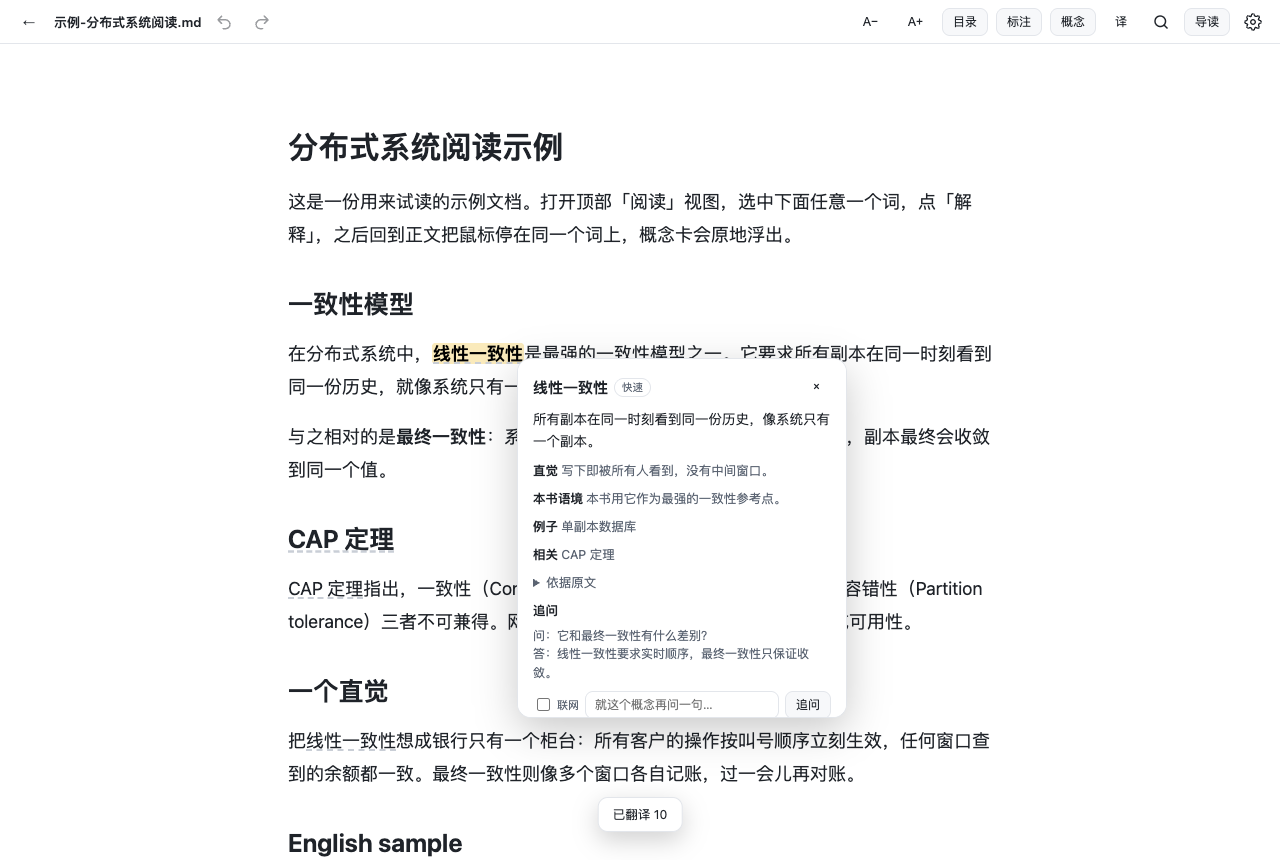 ← 示例-分布式系统阅读.md
A− A+ 目录 标注 概念 译 导读
分布式系统阅读示例
这是一份用来试读的示例文档。打开顶部「阅读」视图，选中下面任意一个词，点「解
释」，之后回到正文把鼠标停在同一个词上，概念卡会原地浮出。
一致性模型
在分布式系统中，线性一致性是最强的一致性模型之一，它要求所有副本在同一时刻看到
同一份历史，就像系统只有一
与之相对的是最终一致性：系
，副本最终会收敛
到同一个值。
CAP 定理
CAP 定理指出，一致性（Con
容错性（Partition
tolerance）三者不可兼得。网
可用性。
一个直觉
把线性一致性想成银行只有一个柜台：所有客户的操作按叫号顺序立刻生效，任何窗口查
到的余额都一致。最终一致性则像多个窗口各自记账，过一会儿再对账。
English sample
线性一致性 快速 ×
所有副本在同一时刻看到同一份历史，像系统只有
一个副本。
直觉 写下即被所有人看到，没有中间窗口。
本书语境 本书用它作为最强的一致性参考点。
例子 单副本数据库
相关 CAP 定理
▶ 依据原文
追问
问：它和最终一致性有什么差别?
答：线性一致性要求实时顺序，最终一致性只保证收
敛。
联网 就这个概念再问一句... 追问
已翻译 10